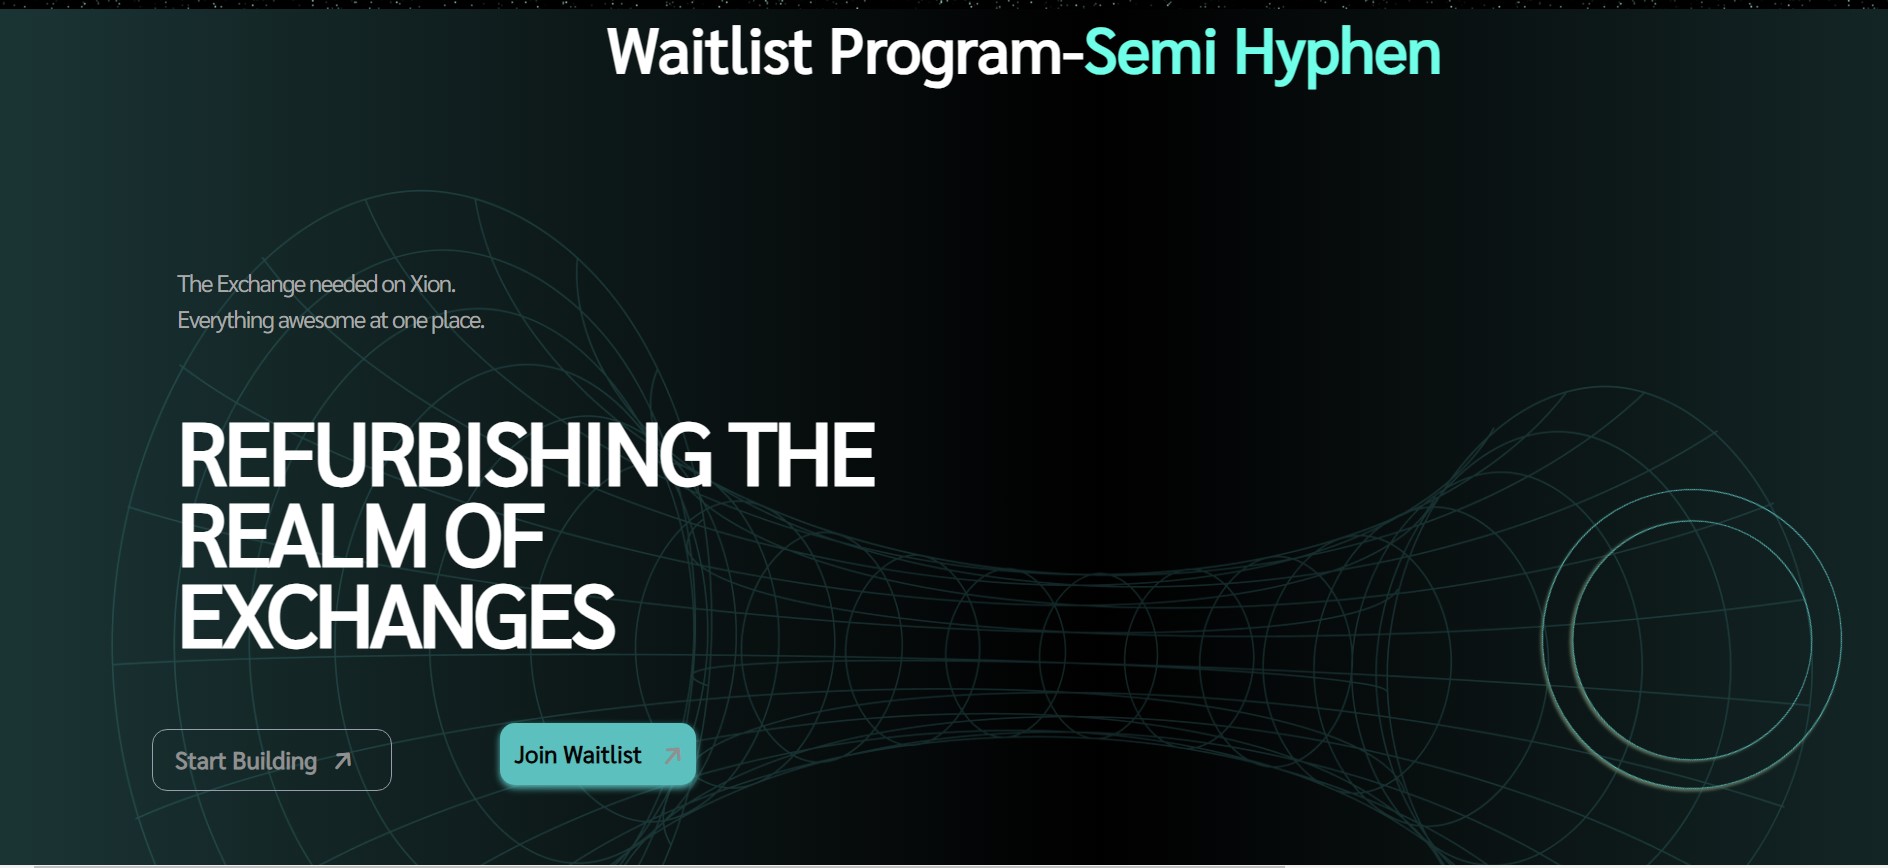 Waitlist Program-Semi Hyphen
The Exchange needed on Xion.
Everything awesome at one place.
REFURBISHING THE
REALM OF
EXCHANGES
Start Building
Join Waitlist